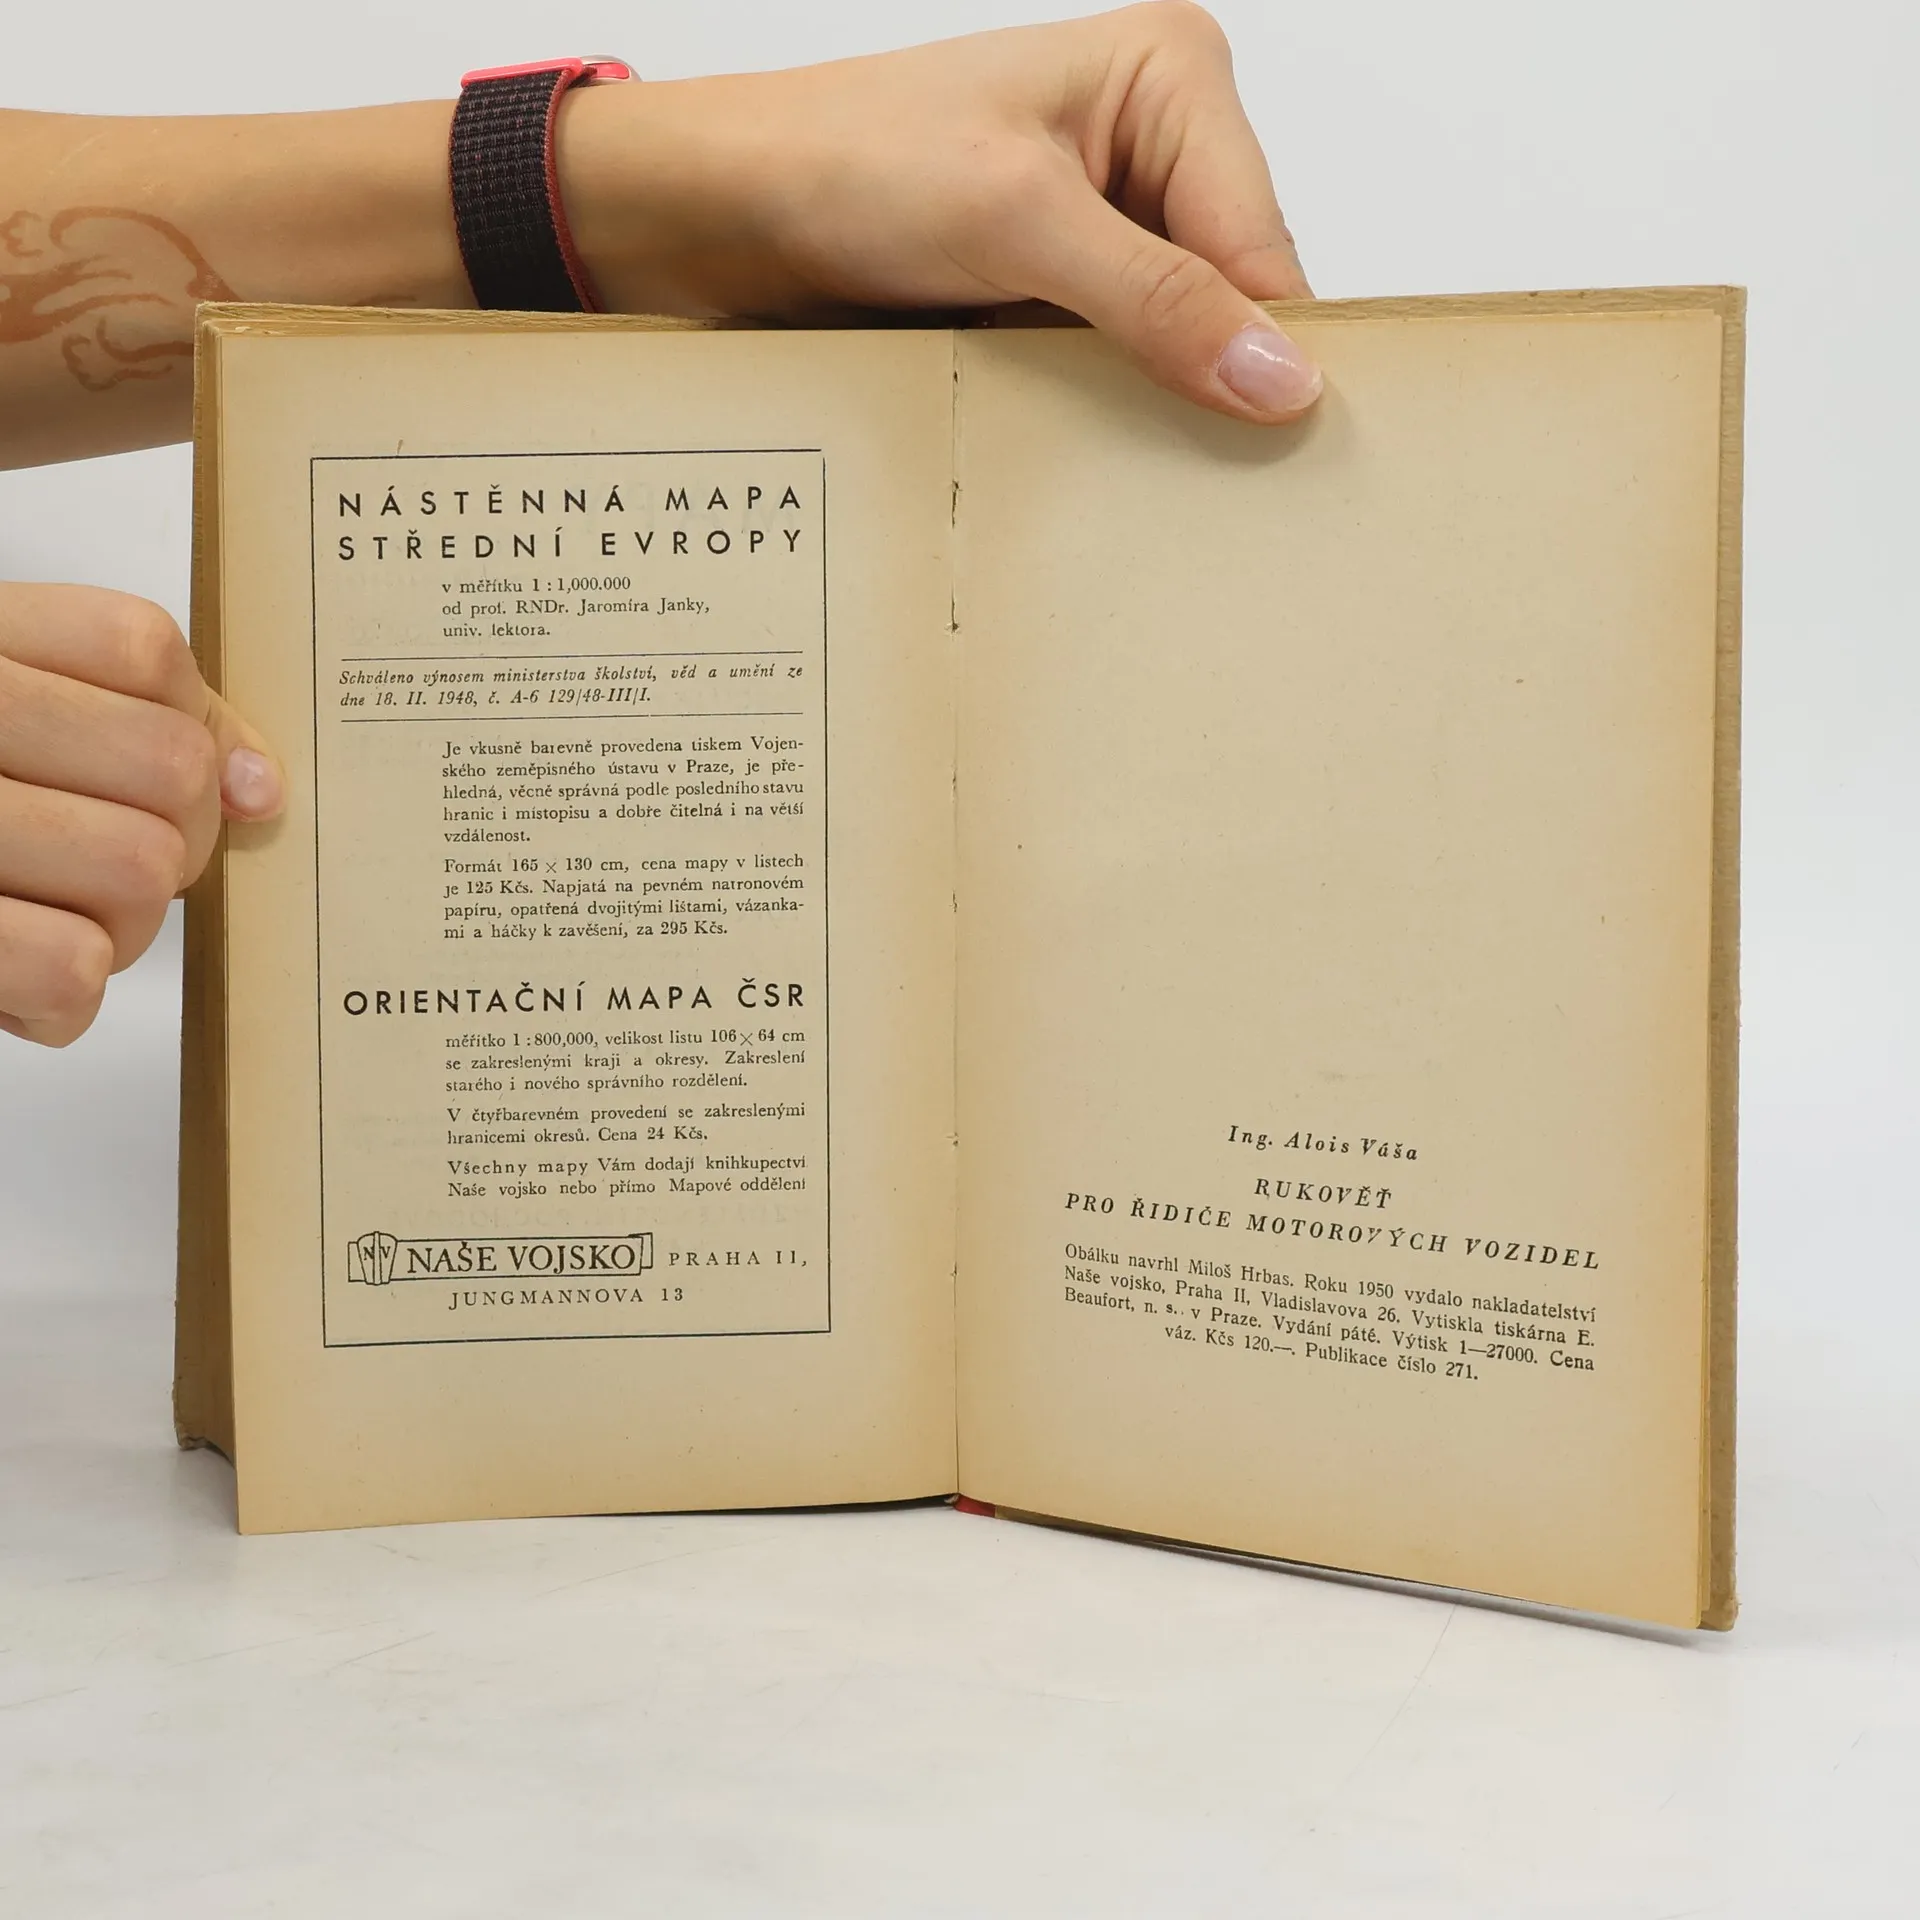 NÁSTĚNNÁ MAPA
STŘEDNÍ EVROPY
v měřítku 1 : 1,000.000
od prof. RNDr. Jaromíra Janky,
univ. lektora.
Schváleno výnosem ministerstva školství, věd a umění ze
dne 18. II. 1948, č. A-6 129/48-III/I.
Je vkusně barevně provedena tiskem Vojen-
ského zeměpisného ústavu v Praze, je pře-
hledná, věcně správná podle posledního stavu
hranic i místopisu a dobře čitelná i na větší
vzdálenost.
Formát 165 × 130 cm, cena mapy v listech
je 125 Kčs. Napjatá na pevném natronovém
papíru, opatřená dvojitými lištami, vázanka-
mi a háčky k zavěšení, za 295 Kčs.
ORIENTAČNÍ MAPA ČSR
měřítko 1 : 800,000, velikost listu 106 × 64 cm
se zakreslenými kraji a okresy. Zakreslení
starého i nového správního rozdělení.
V čtyřbarevném provedení se zakreslenými
hranicemi okresů. Cena 24 Kčs.
Všechny mapy Vám dodají knihkupectví
Naše vojsko nebo přímo Mapové oddělení
NV NAŠE VOJSKO PRAHA II,
JUNGMANNOVA 13
Ing. Alois Váša
RUKOVĚŤ
PRO ŘIDIČE MOTOROVÝCH VOZIDEL
Obálku navrhl Miloš Hrbas. Roku 1950 vydalo nakladatelství
Naše vojsko, Praha II, Vladislavova 26. Vytiskla tiskárna E.
Beaufort, n. s., v Praze. Vydání páté. Výtisk 1—27000. Cena
váz. Kčs 120.—. Publikace číslo 271.